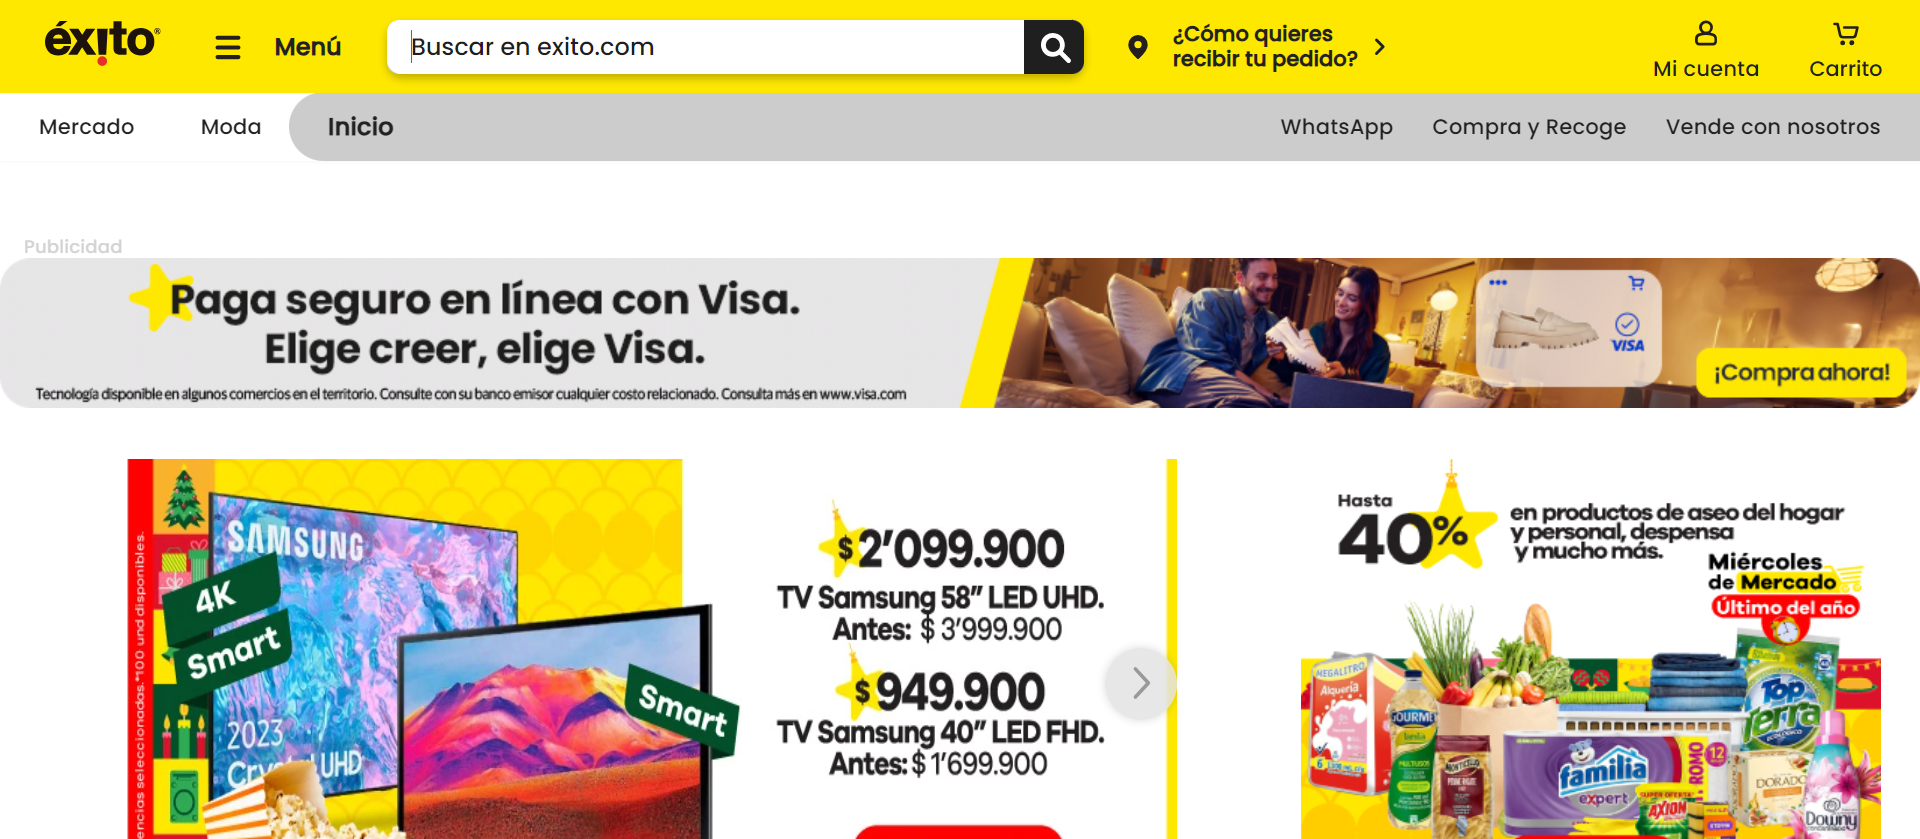 éxito
Menú
Buscar en exito.com
¿Cómo quieres
recibir tu pedido?
Mi cuenta
Carrito
Mercado
Moda
Inicio
WhatsApp
Compra y Recoge
Vende con nosotros
Publicidad
Paga seguro en línea con Visa.
Elige creer, elige Visa.
Tecnología disponible en algunos comercios en el territorio. Consulte con su banco emisor cualquier costo relacionado. Consulta más en www.visa.com
VISA
¡Compra ahora!
encias seleccionadas. *100 und disponibles.
SAMSUNG
4K
Smart
2023
Crystal UHD
Smart
$2'099.900
TV Samsung 58" LED UHD.
Antes: $ 3'999.900
$949.900
TV Samsung 40" LED FHD.
Antes: $ 1'699.900
Hasta
40%
en productos de aseo del hogar
y personal, despensa
y mucho más.
Miércoles
de Mercado
Último del año
MEGALITRO
Alquería
GOURMET
familia
expert
PROMO
12
SUPER OFERTA
AXION
Top
Terra
DORADO
Downy